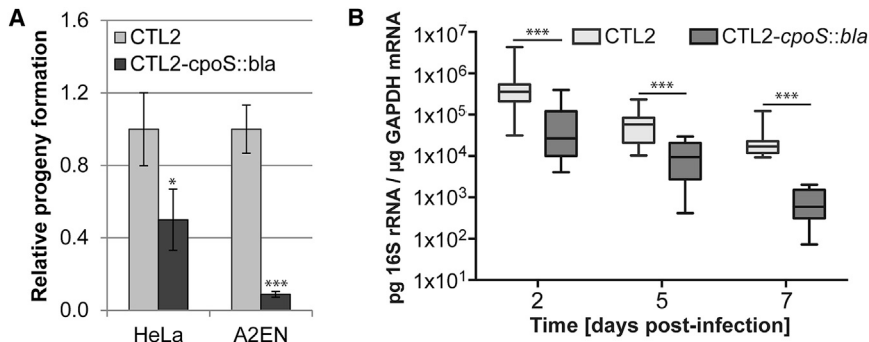 A
Relative progeny formation
1.6
1.2
0.8
0.4
0.0
CTL2
CTL2-cpoS::bla
*
***
HeLa
A2EN
B
pg 16S rRNA / μg GAPDH mRNA
1x10⁷
1x10⁶
1x10⁵
1x10⁴
1x10³
1x10²
1x10¹
CTL2
CTL2-cpoS::bla
***
***
***
2
5
7
Time [days post-infection]